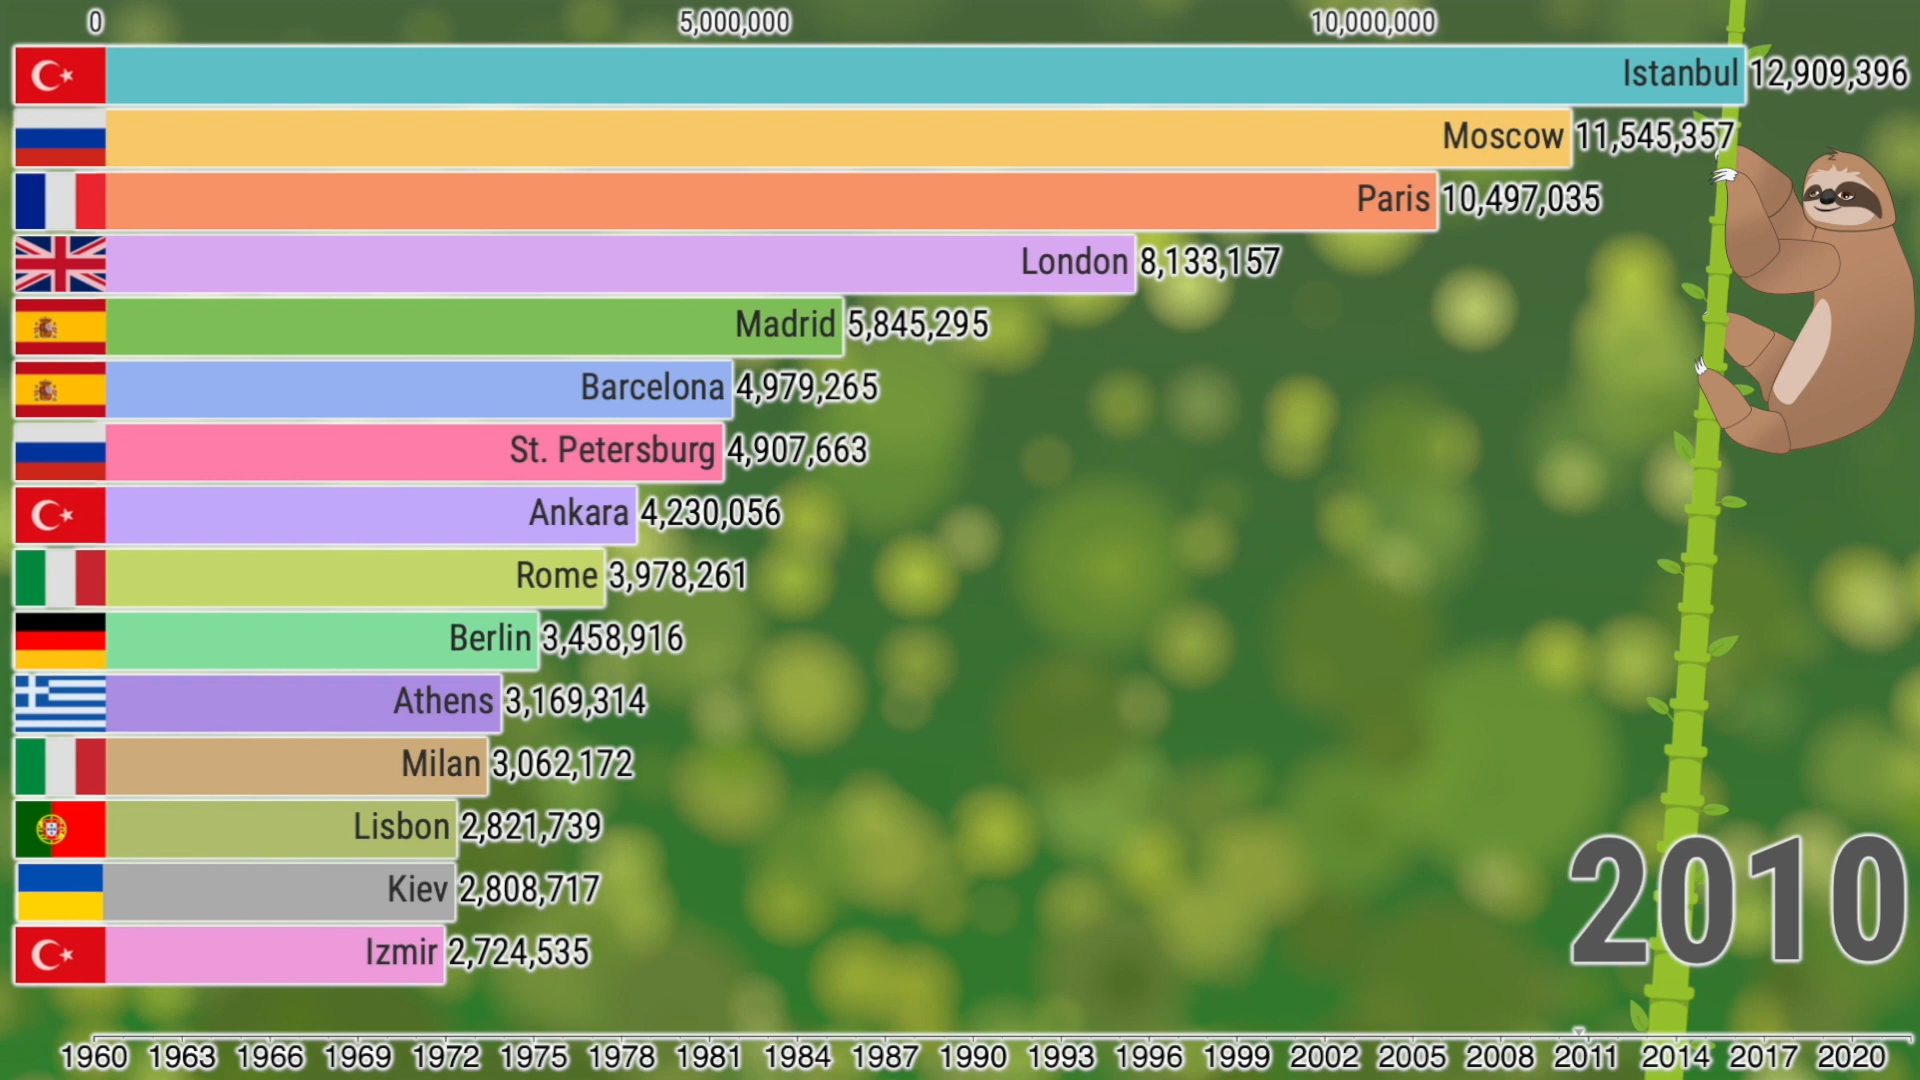 0 5,000,000 10,000,000
Istanbul 12,909,396
Moscow 11,545,357
Paris 10,497,035
London 8,133,157
Madrid 5,845,295
Barcelona 4,979,265
St. Petersburg 4,907,663
Ankara 4,230,056
Rome 3,978,261
Berlin 3,458,916
Athens 3,169,314
Milan 3,062,172
Lisbon 2,821,739
Kiev 2,808,717
Izmir 2,724,535
2010
1960 1963 1966 1969 1972 1975 1978 1981 1984 1987 1990 1993 1996 1999 2002 2005 2008 2011 2014 2017 2020